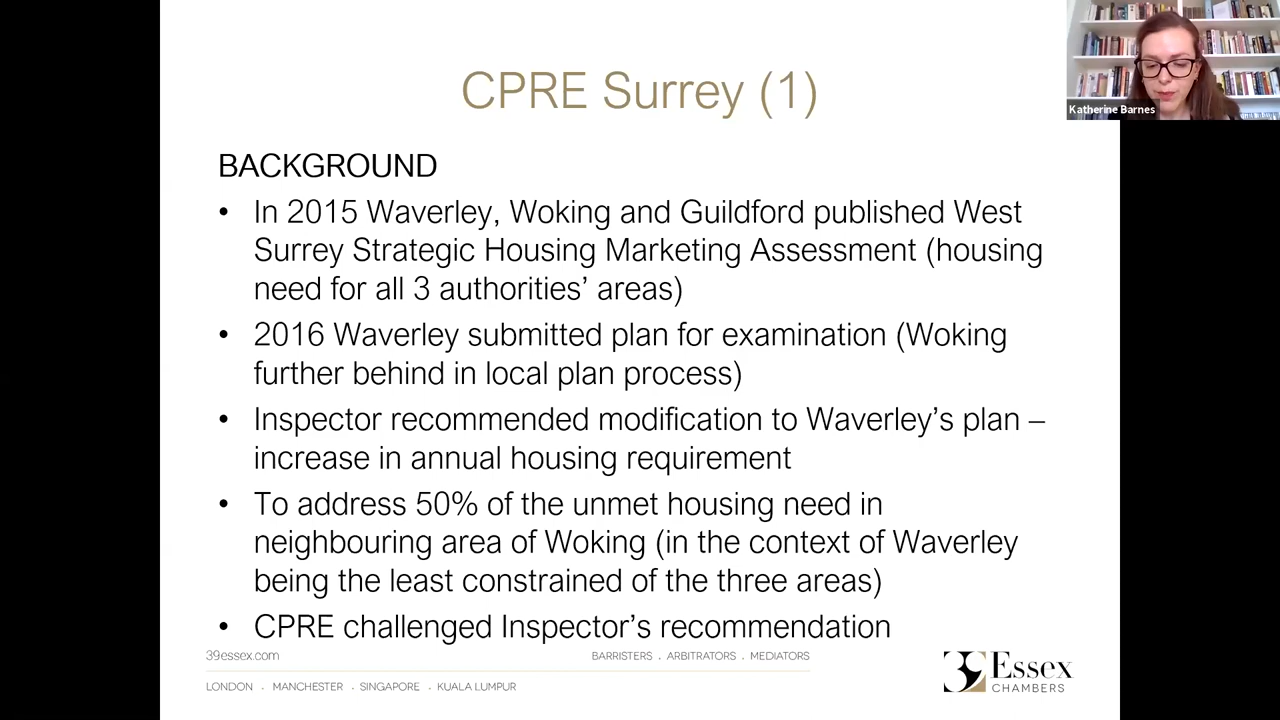 CPRE Surrey (1)
Katherine Barnes
BACKGROUND
• In 2015 Waverley, Woking and Guildford published West
Surrey Strategic Housing Marketing Assessment (housing
need for all 3 authorities' areas)
• 2016 Waverley submitted plan for examination (Woking
further behind in local plan process)
• Inspector recommended modification to Waverley's plan –
increase in annual housing requirement
• To address 50% of the unmet housing need in
neighbouring area of Woking (in the context of Waverley
being the least constrained of the three areas)
• CPRE challenged Inspector's recommendation
39essex.com
BARRISTERS . ARBITRATORS . MEDIATORS
LONDON . MANCHESTER . SINGAPORE . KUALA LUMPUR
39 Essex
CHAMBERS